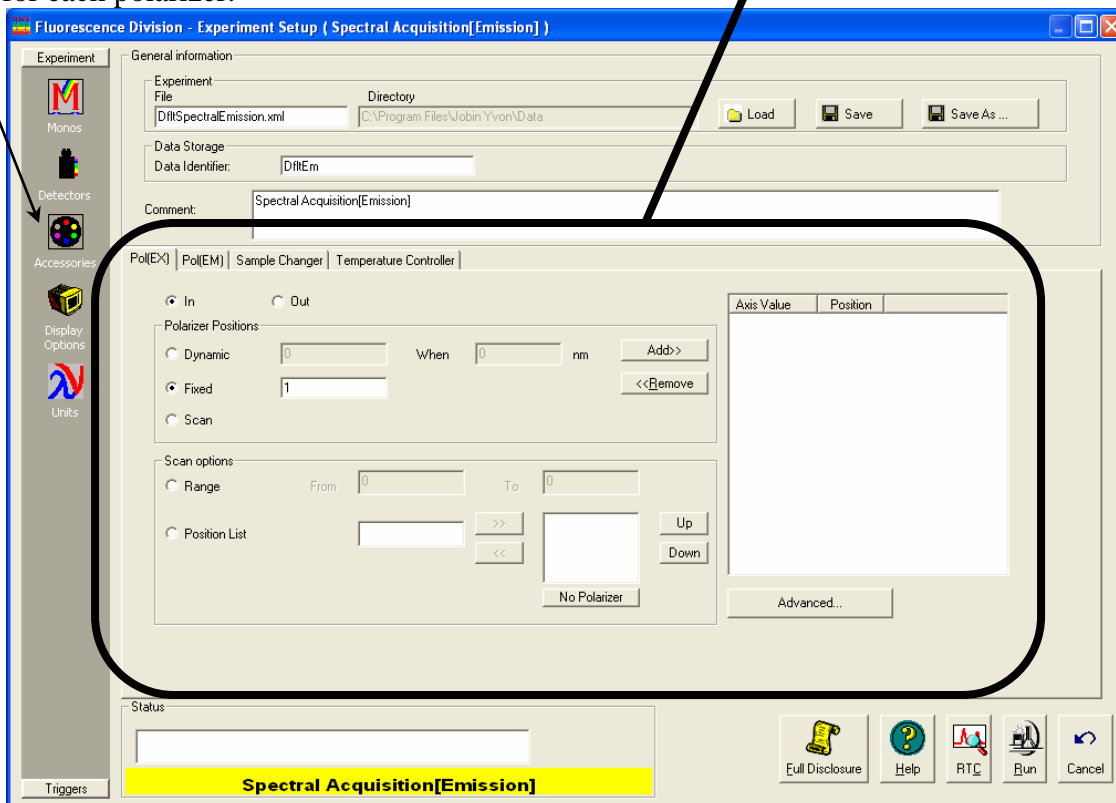 for each polarizer.
Fluorescence Division - Experiment Setup ( Spectral Acquisition[Emission] )
Experiment
General information
Experiment
File
Directory
DfltSpectralEmission.xml
C:\Program Files\Jobin Yvon\Data
Load
Save
Save As ...
Monos
Data Storage
Data Identifier:
DfltEm
Detectors
Comment:
Spectral Acquisition[Emission]
Accessories
Pol(EX)
Pol(EM)
Sample Changer
Temperature Controller
In
Out
Axis Value
Position
Polarizer Positions
Display
Options
Dynamic
0
When
0
nm
Add>>
Fixed
1
<<Remove
Units
Scan
Scan options
Range
From
0
To
0
Position List
>>
Up
<<
Down
No Polarizer
Advanced...
Status
Full Disclosure
Help
RTC
Run
Cancel
Triggers
Spectral Acquisition[Emission]